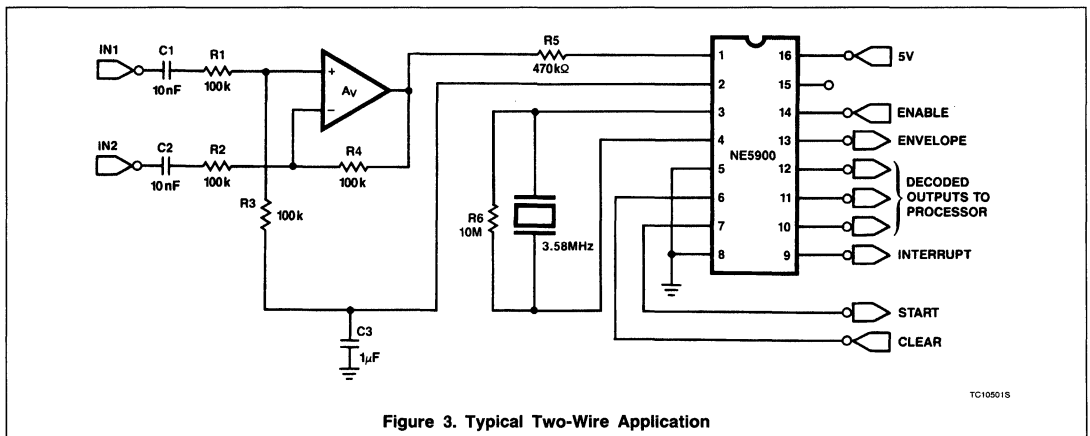 IN1
C1
10nF
R1
100k
+
AV
−
R5
470kΩ
IN2
C2
10nF
R2
100k
R4
100k
R3
100k
C3
1μF
R6
10M
3.58MHz
NE5900
1
2
3
4
5
6
7
8
16
15
14
13
12
11
10
9
5V
ENABLE
ENVELOPE
DECODED
OUTPUTS TO
PROCESSOR
INTERRUPT
START
CLEAR
TC10501S
Figure 3. Typical Two-Wire Application